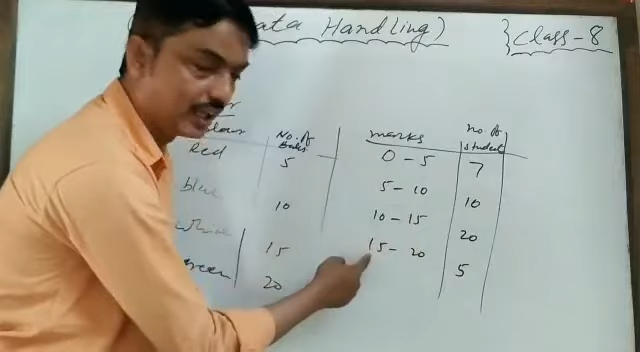 Data Handling) } Class-8
No. of Balls
Red 5
blue 10
white 15
green 20
marks no. of students
0 - 5 7
5 - 10 10
10 - 15 20
15 - 20 5